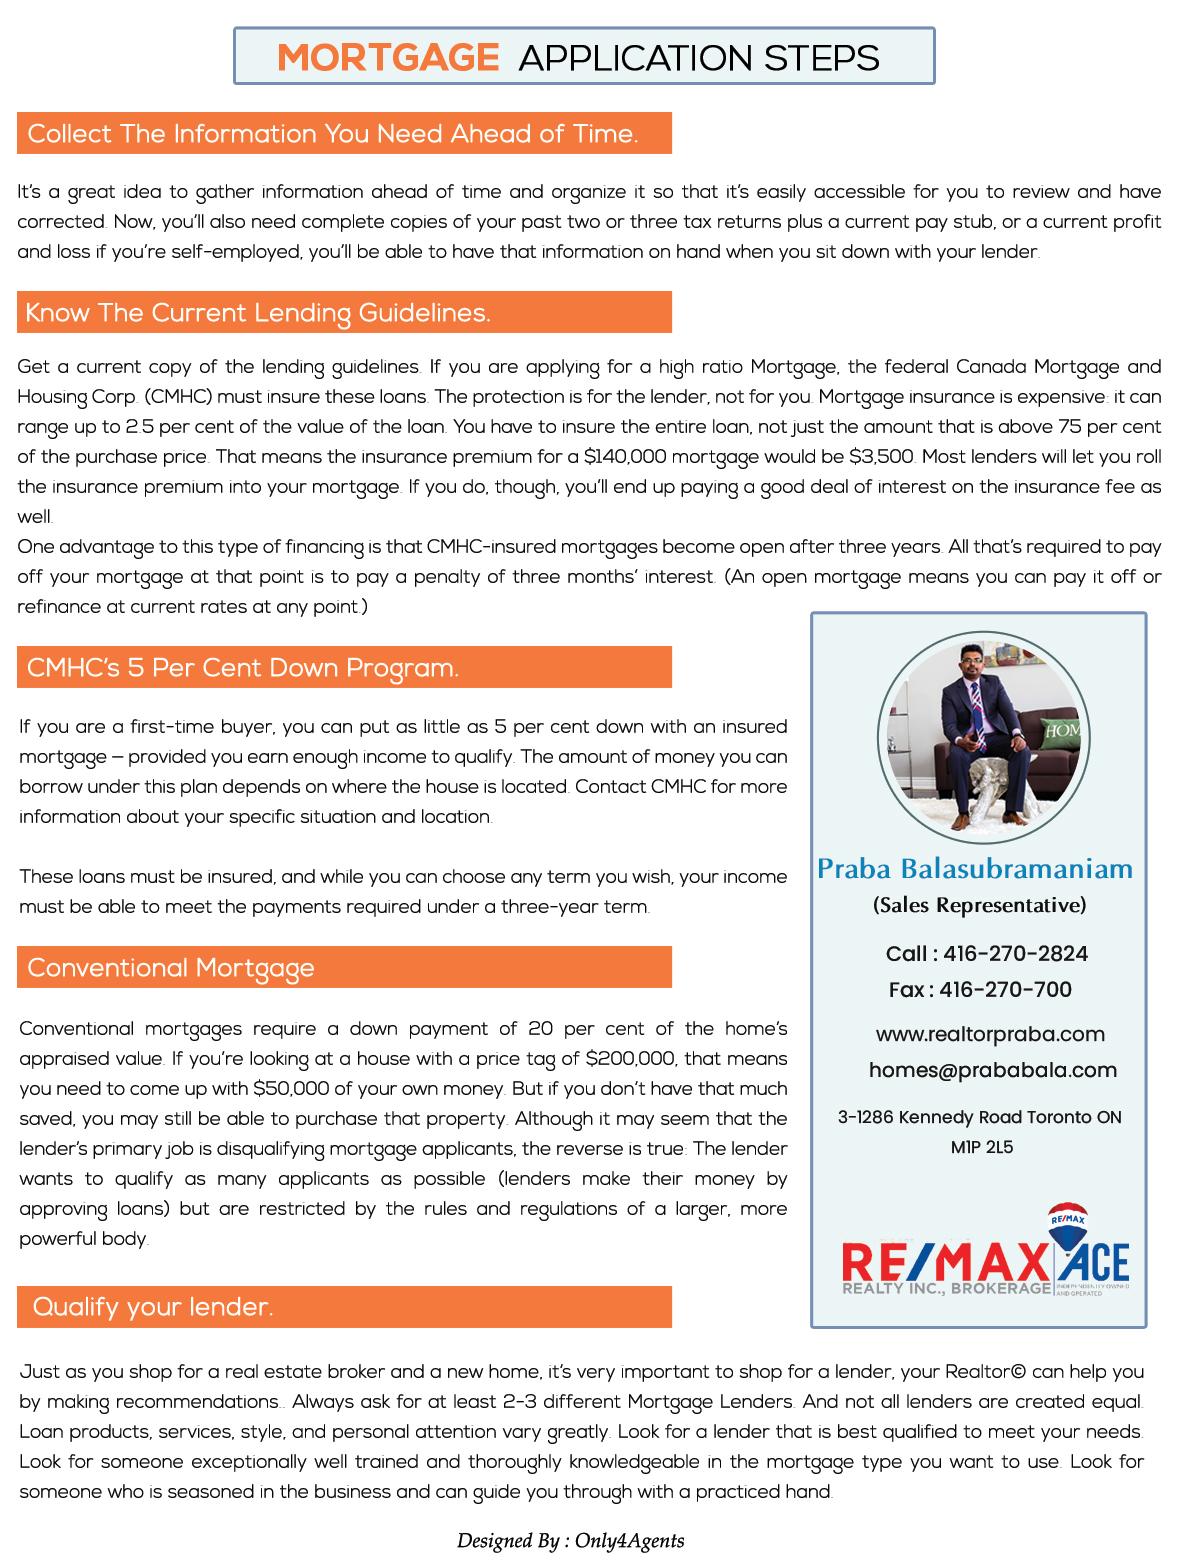 MORTGAGE APPLICATION STEPS
Collect The Information You Need Ahead of Time.
It's a great idea to gather information ahead of time and organize it so that it's easily accessible for you to review and have
corrected. Now, you'll also need complete copies of your past two or three tax returns plus a current pay stub, or a current profit
and loss if you're self-employed, you'll be able to have that information on hand when you sit down with your lender.
Know The Current Lending Guidelines.
Get a current copy of the lending guidelines. If you are applying for a high ratio Mortgage, the federal Canada Mortgage and
Housing Corp. (CMHC) must insure these loans. The protection is for the lender, not for you. Mortgage insurance is expensive: it can
range up to 2.5 per cent of the value of the loan. You have to insure the entire loan, not just the amount that is above 75 per cent
of the purchase price. That means the insurance premium for a $140,000 mortgage would be $3,500. Most lenders will let you roll
the insurance premium into your mortgage. If you do, though, you'll end up paying a good deal of interest on the insurance fee as
well.
One advantage to this type of financing is that CMHC-insured mortgages become open after three years. All that's required to pay
off your mortgage at that point is to pay a penalty of three months' interest. (An open mortgage means you can pay it off or
refinance at current rates at any point.)
CMHC's 5 Per Cent Down Program.
If you are a first-time buyer, you can put as little as 5 per cent down with an insured
mortgage – provided you earn enough income to qualify. The amount of money you can
borrow under this plan depends on where the house is located. Contact CMHC for more
information about your specific situation and location.
These loans must be insured, and while you can choose any term you wish, your income
must be able to meet the payments required under a three-year term.
Conventional Mortgage
Conventional mortgages require a down payment of 20 per cent of the home's
appraised value. If you're looking at a house with a price tag of $200,000, that means
you need to come up with $50,000 of your own money. But if you don't have that much
saved, you may still be able to purchase that property. Although it may seem that the
lender's primary job is disqualifying mortgage applicants, the reverse is true: The lender
wants to qualify as many applicants as possible (lenders make their money by
approving loans) but are restricted by the rules and regulations of a larger, more
powerful body.
HOM
Praba Balasubramaniam
(Sales Representative)
Call : 416-270-2824
Fax : 416-270-700
www.realtorpraba.com
homes@prababala.com
3-1286 Kennedy Road Toronto ON
M1P 2L5
RE/MAX
RE/MAX ACE
REALTY INC., BROKERAGE
INDEPENDENTLY OWNED
AND OPERATED
Qualify your lender.
Just as you shop for a real estate broker and a new home, it's very important to shop for a lender, your Realtor© can help you
by making recommendations.. Always ask for at least 2-3 different Mortgage Lenders. And not all lenders are created equal.
Loan products, services, style, and personal attention vary greatly. Look for a lender that is best qualified to meet your needs.
Look for someone exceptionally well trained and thoroughly knowledgeable in the mortgage type you want to use. Look for
someone who is seasoned in the business and can guide you through with a practiced hand.
Designed By : Only4Agents